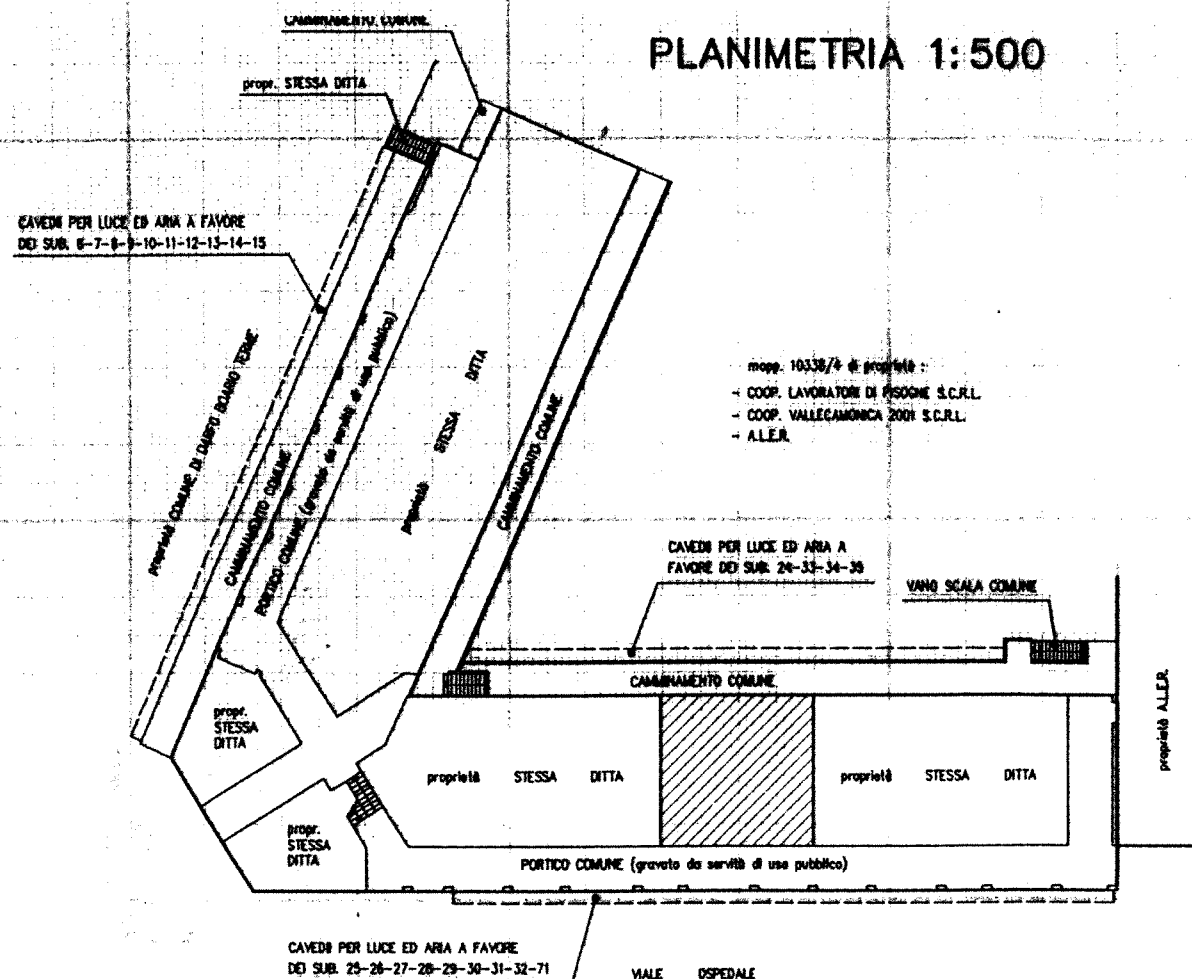 CAMMINAMENTO COMUNE
PLANIMETRIA 1:500
propr. STESSA DITTA
CAVEDI PER LUCE ED ARIA A FAVORE
DEI SUB. 6-7-8-9-10-11-12-13-14-15
proprietà COMUNE DI DARFO BOARIO TERME
CAMMINAMENTO COMUNE
PORTICO COMUNE (gravato da servitù di uso pubblico)
proprietà STESSA DITTA
CAMMINAMENTO COMUNE
mapp. 10338/4 di proprietà :
- COOP. LAVORATORI DI PISOGNE S.C.R.L.
- COOP. VALLECAMONICA 2001 S.C.R.L.
- A.L.E.R.
CAVEDI PER LUCE ED ARIA A
FAVORE DEI SUB. 24-33-34-35
VANO SCALA COMUNE
CAMMINAMENTO COMUNE
propr.
STESSA
DITTA
proprietà STESSA DITTA
proprietà STESSA DITTA
proprietà A.L.E.R.
propr.
STESSA
DITTA
PORTICO COMUNE (gravato da servitù di uso pubblico)
CAVEDI PER LUCE ED ARIA A FAVORE
DEI SUB. 25-26-27-28-29-30-31-32-71
VIALE OSPEDALE